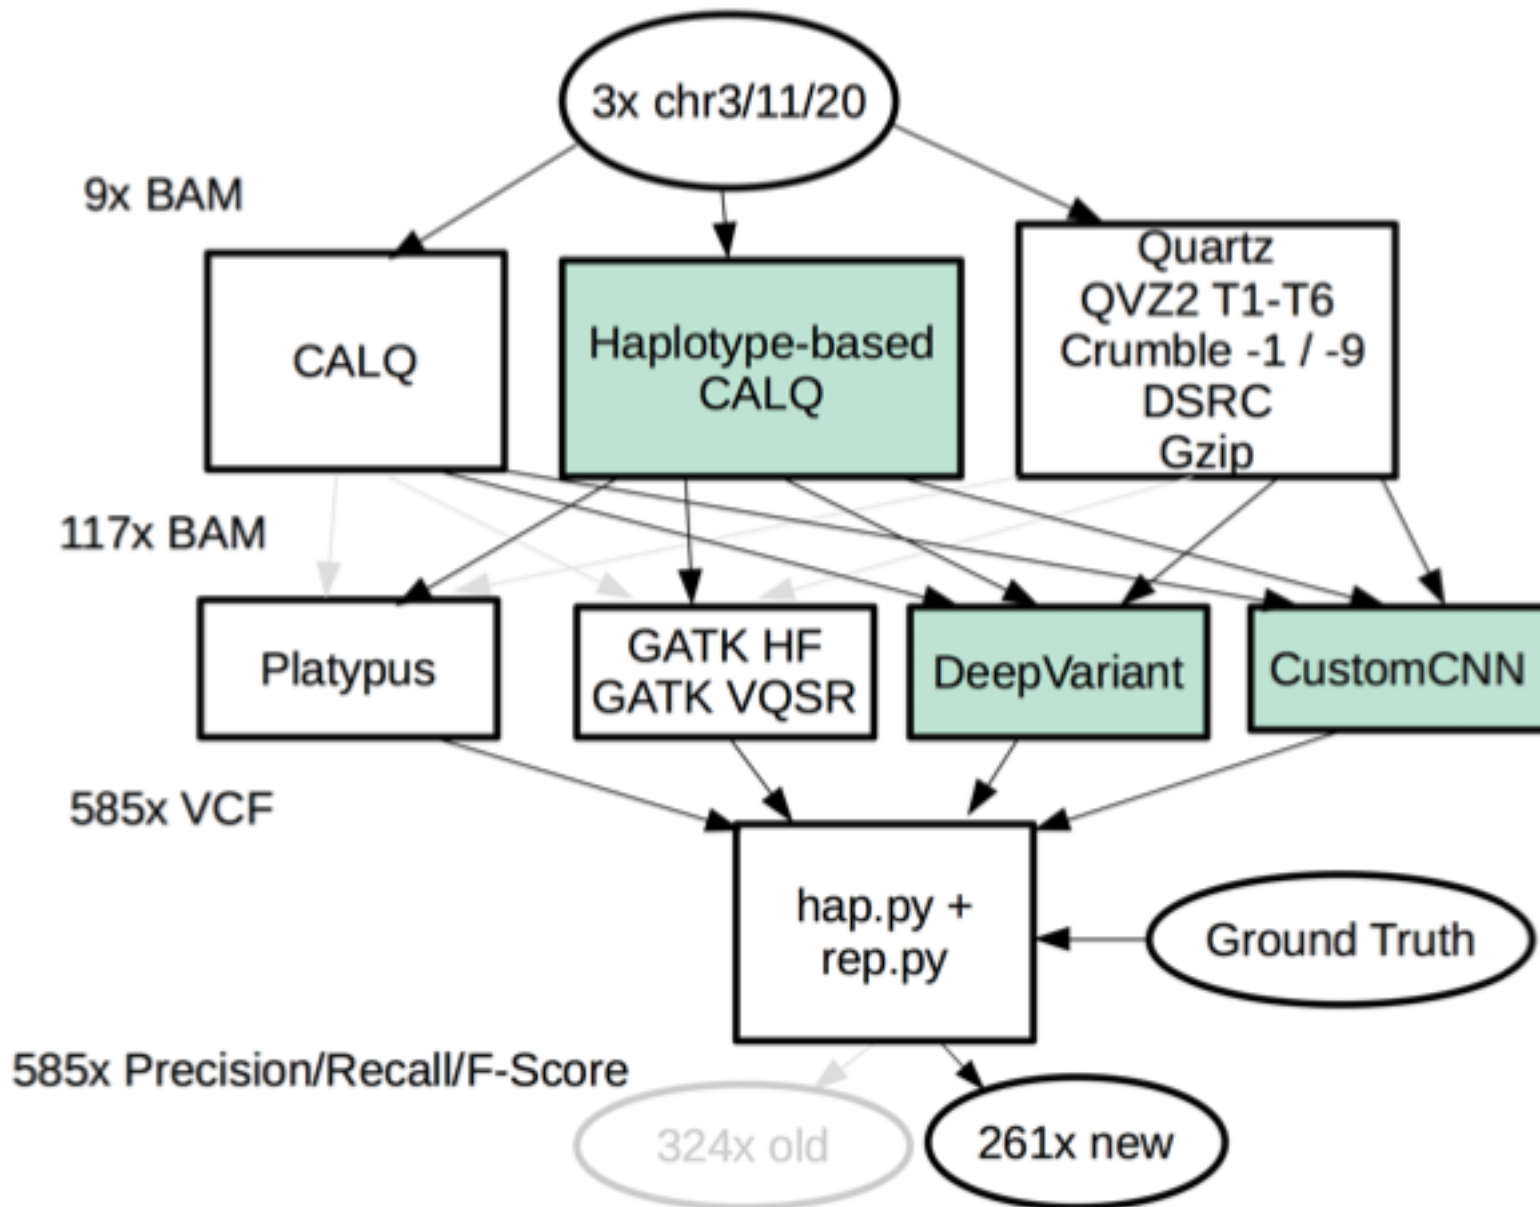 3x chr3/11/20
9x BAM
CALQ
Haplotype-based
CALQ
Quartz
QVZ2 T1-T6
Crumble -1 / -9
DSRC
Gzip
117x BAM
Platypus
GATK HF
GATK VQSR
DeepVariant
CustomCNN
585x VCF
hap.py +
rep.py
Ground Truth
585x Precision/Recall/F-Score
324x old
261x new